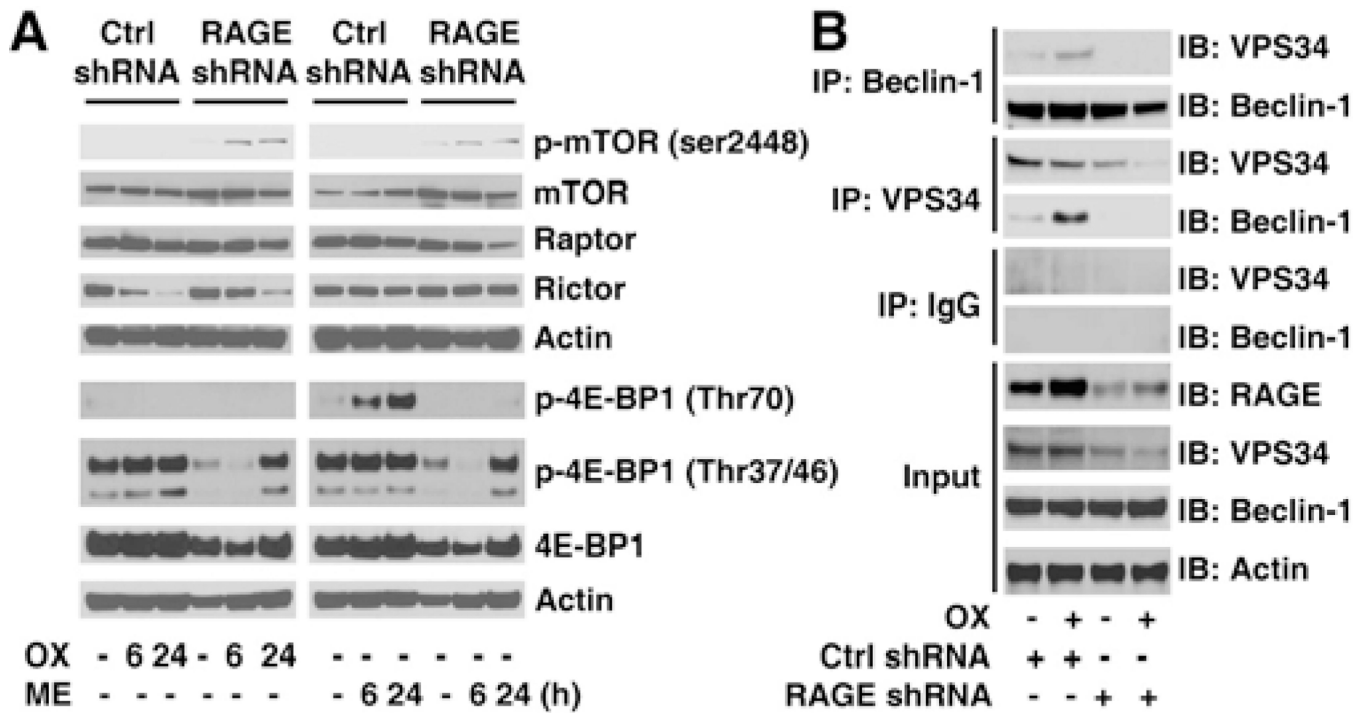 A
Ctrl shRNA RAGE shRNA Ctrl shRNA RAGE shRNA
p-mTOR (ser2448)
mTOR
Raptor
Rictor
Actin
p-4E-BP1 (Thr70)
p-4E-BP1 (Thr37/46)
4E-BP1
Actin
OX - 6 24 - 6 24 - - - - - -
ME - - - - - - - 6 24 - 6 24 (h)
B
IP: Beclin-1
IB: VPS34
IB: Beclin-1
IP: VPS34
IB: VPS34
IB: Beclin-1
IP: IgG
IB: VPS34
IB: Beclin-1
Input
IB: RAGE
IB: VPS34
IB: Beclin-1
IB: Actin
OX - + - +
Ctrl shRNA + + - -
RAGE shRNA - - + +